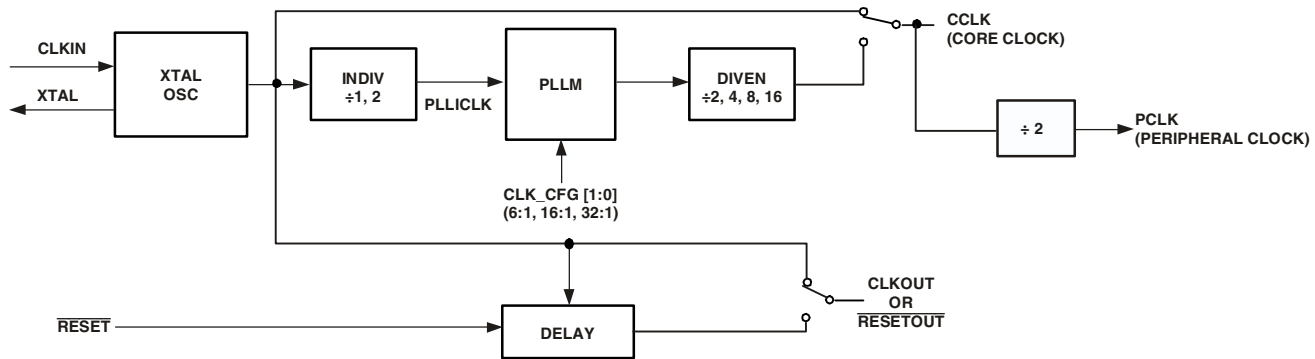 CLKIN
XTAL
XTAL
OSC
INDIV
÷1, 2
PLLICLK
PLLM
CLK_CFG [1:0]
(6:1, 16:1, 32:1)
DIVEN
÷2, 4, 8, 16
CCLK
(CORE CLOCK)
÷ 2
PCLK
(PERIPHERAL CLOCK)
RESET
DELAY
CLKOUT
OR
RESETOUT